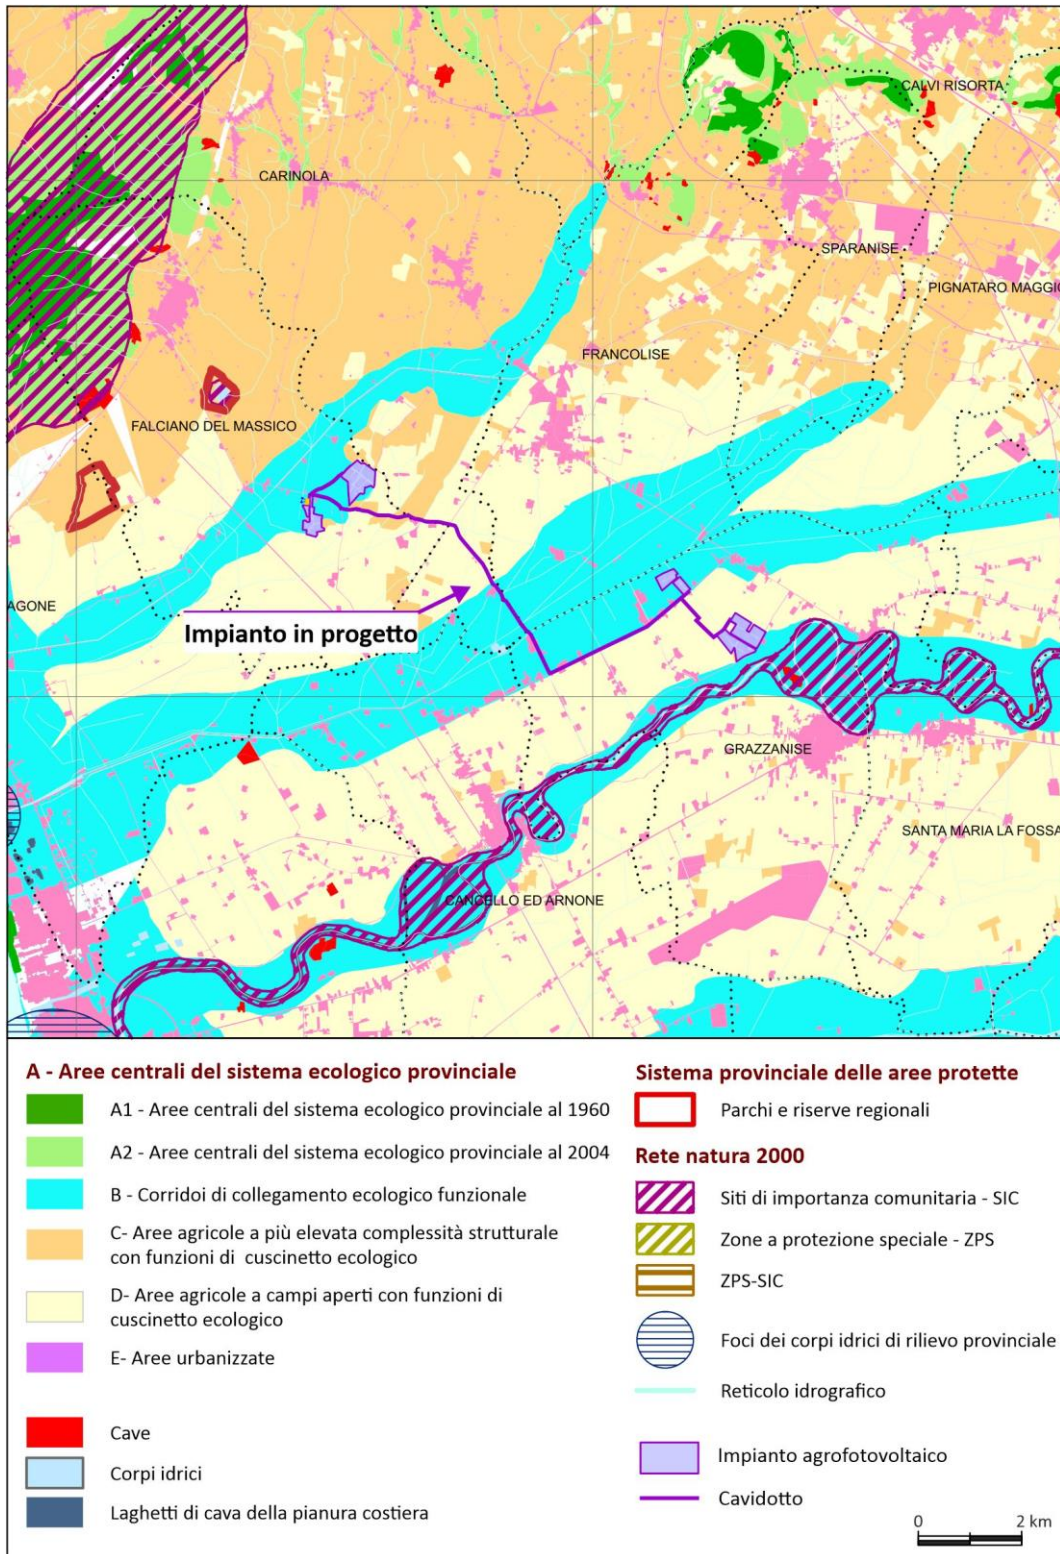 CALVI RISORTA
CARINOLA
SPARANISE
PIGNATARO MAGGIO
FRANCOLISE
FALCIANO DEL MASSICO
AGONE
Impianto in progetto
GRAZZANISE
SANTA MARIA LA FOSSA
CANCELLO ED ARNONE
A - Aree centrali del sistema ecologico provinciale
A1 - Aree centrali del sistema ecologico provinciale al 1960
A2 - Aree centrali del sistema ecologico provinciale al 2004
B - Corridoi di collegamento ecologico funzionale
C- Aree agricole a più elevata complessità strutturale
con funzioni di cuscinetto ecologico
D- Aree agricole a campi aperti con funzioni di
cuscinetto ecologico
E- Aree urbanizzate
Cave
Corpi idrici
Laghetti di cava della pianura costiera
Sistema provinciale delle aree protette
Parchi e riserve regionali
Rete natura 2000
Siti di importanza comunitaria - SIC
Zone a protezione speciale - ZPS
ZPS-SIC
Foci dei corpi idrici di rilievo provinciale
Reticolo idrografico
Impianto agrofotovoltaico
Cavidotto
0 2 km